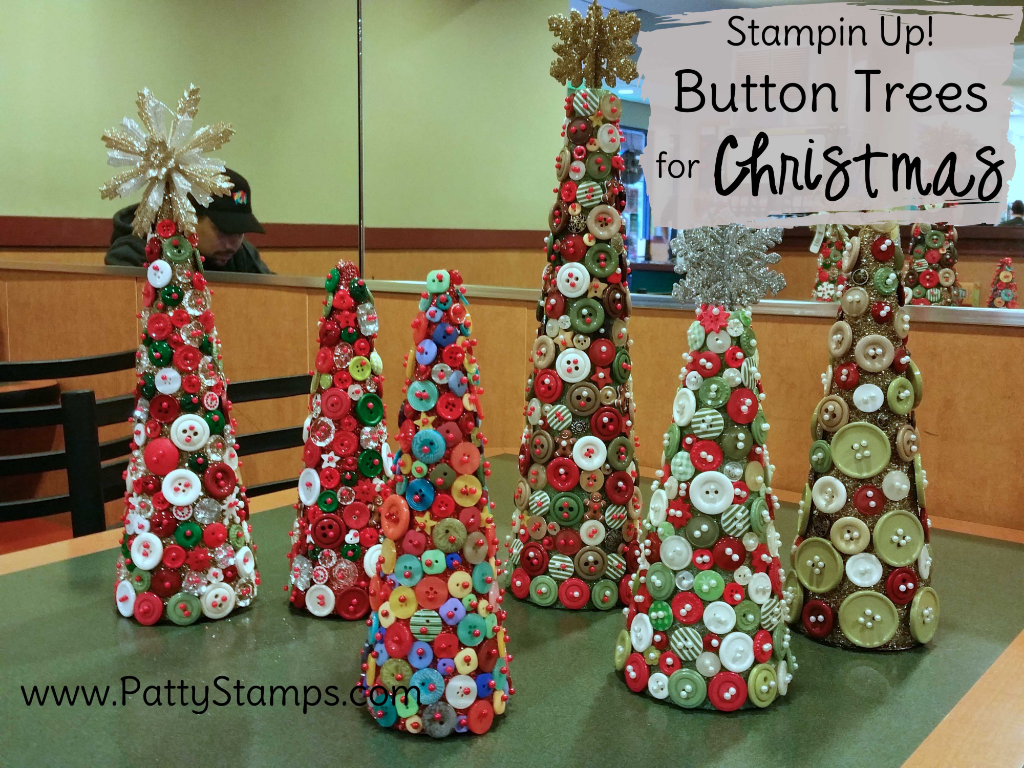 Stampin Up!
Button Trees
for Christmas
www.PattyStamps.com